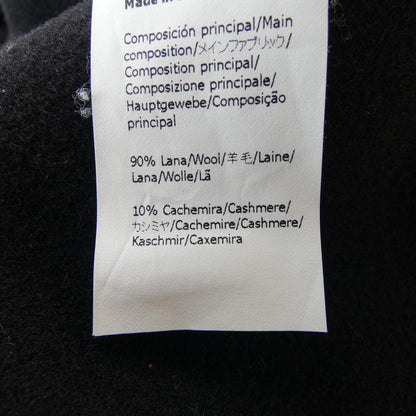 Made in
Composición principal/Main
composition/メインファブリック/
Composition principal/
Composizione principale/
Hauptgewebe/Composição
principal
90% Lana/Wool/羊毛/Laine/
Lana/Wolle/Lã
10% Cachemira/Cashmere/
カシミヤ/Cachemire/Cashmere/
Kaschmir/Caxemira